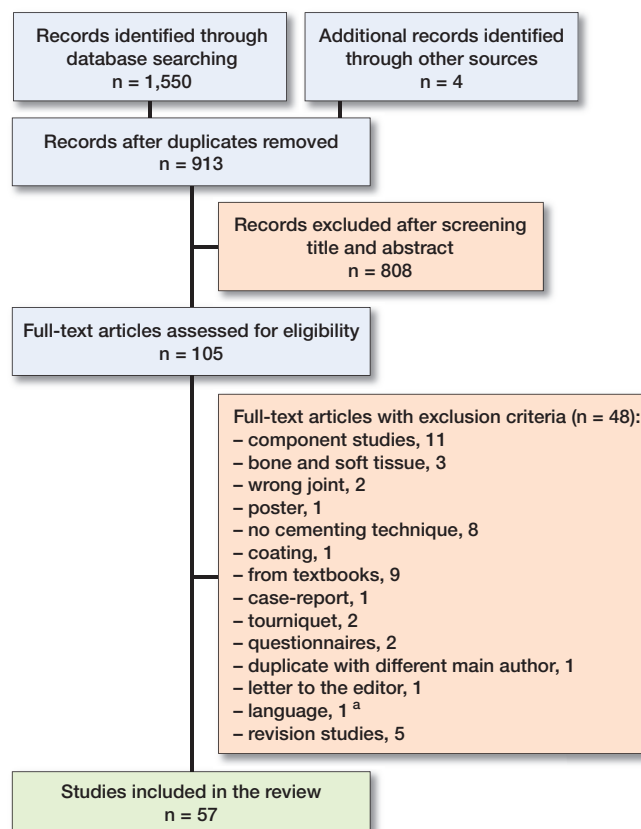 Records identified through
database searching
n = 1,550
Additional records identified
through other sources
n = 4
Records after duplicates removed
n = 913
Records excluded after screening
title and abstract
n = 808
Full-text articles assessed for eligibility
n = 105
Full-text articles with exclusion criteria (n = 48):
– component studies, 11
– bone and soft tissue, 3
– wrong joint, 2
– poster, 1
– no cementing technique, 8
– coating, 1
– from textbooks, 9
– case-report, 1
– tourniquet, 2
– questionnaires, 2
– duplicate with different main author, 1
– letter to the editor, 1
– language, 1 a
– revision studies, 5
Studies included in the review
n = 57